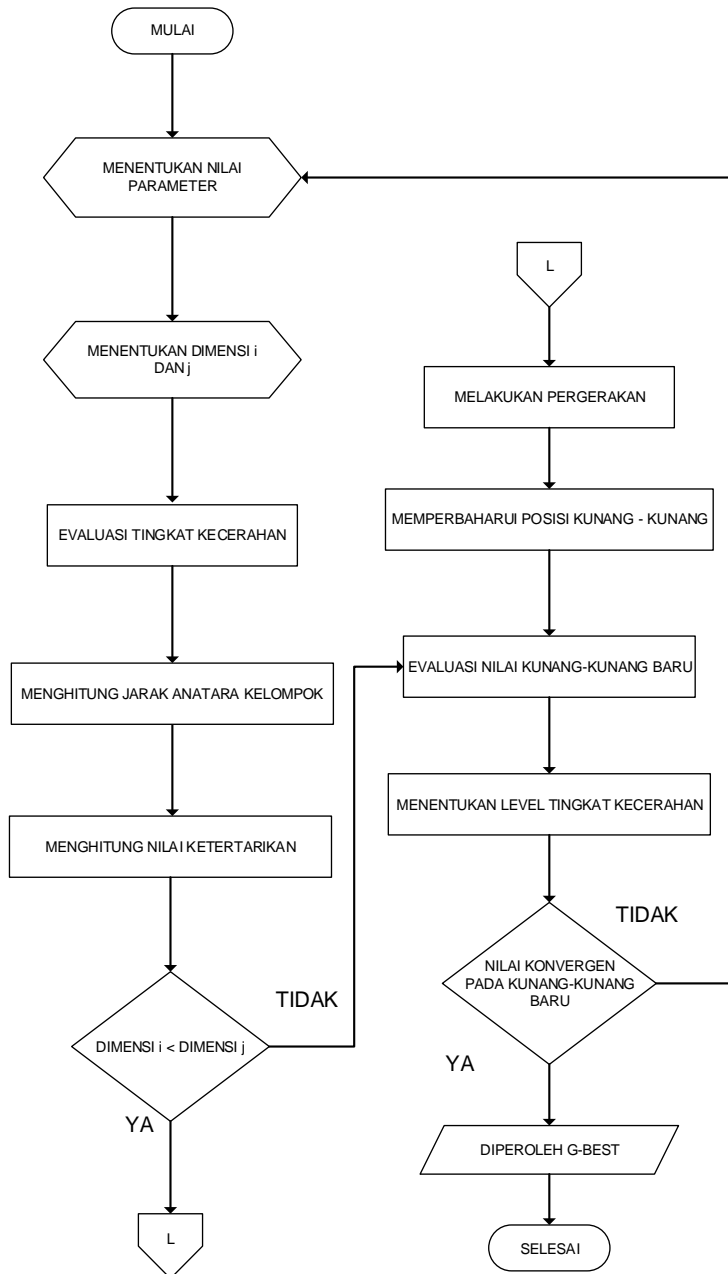 MULAI
MENENTUKAN NILAI
PARAMETER
MENENTUKAN DIMENSI i
DAN j
EVALUASI TINGKAT KECERAHAN
MENGHITUNG JARAK ANATARA KELOMPOK
MENGHITUNG NILAI KETERTARIKAN
DIMENSI i < DIMENSI j
TIDAK
YA
L
L
MELAKUKAN PERGERAKAN
MEMPERBAHARUI POSISI KUNANG - KUNANG
EVALUASI NILAI KUNANG-KUNANG BARU
MENENTUKAN LEVEL TINGKAT KECERAHAN
NILAI KONVERGEN
PADA KUNANG-KUNANG
BARU
TIDAK
YA
DIPEROLEH G-BEST
SELESAI